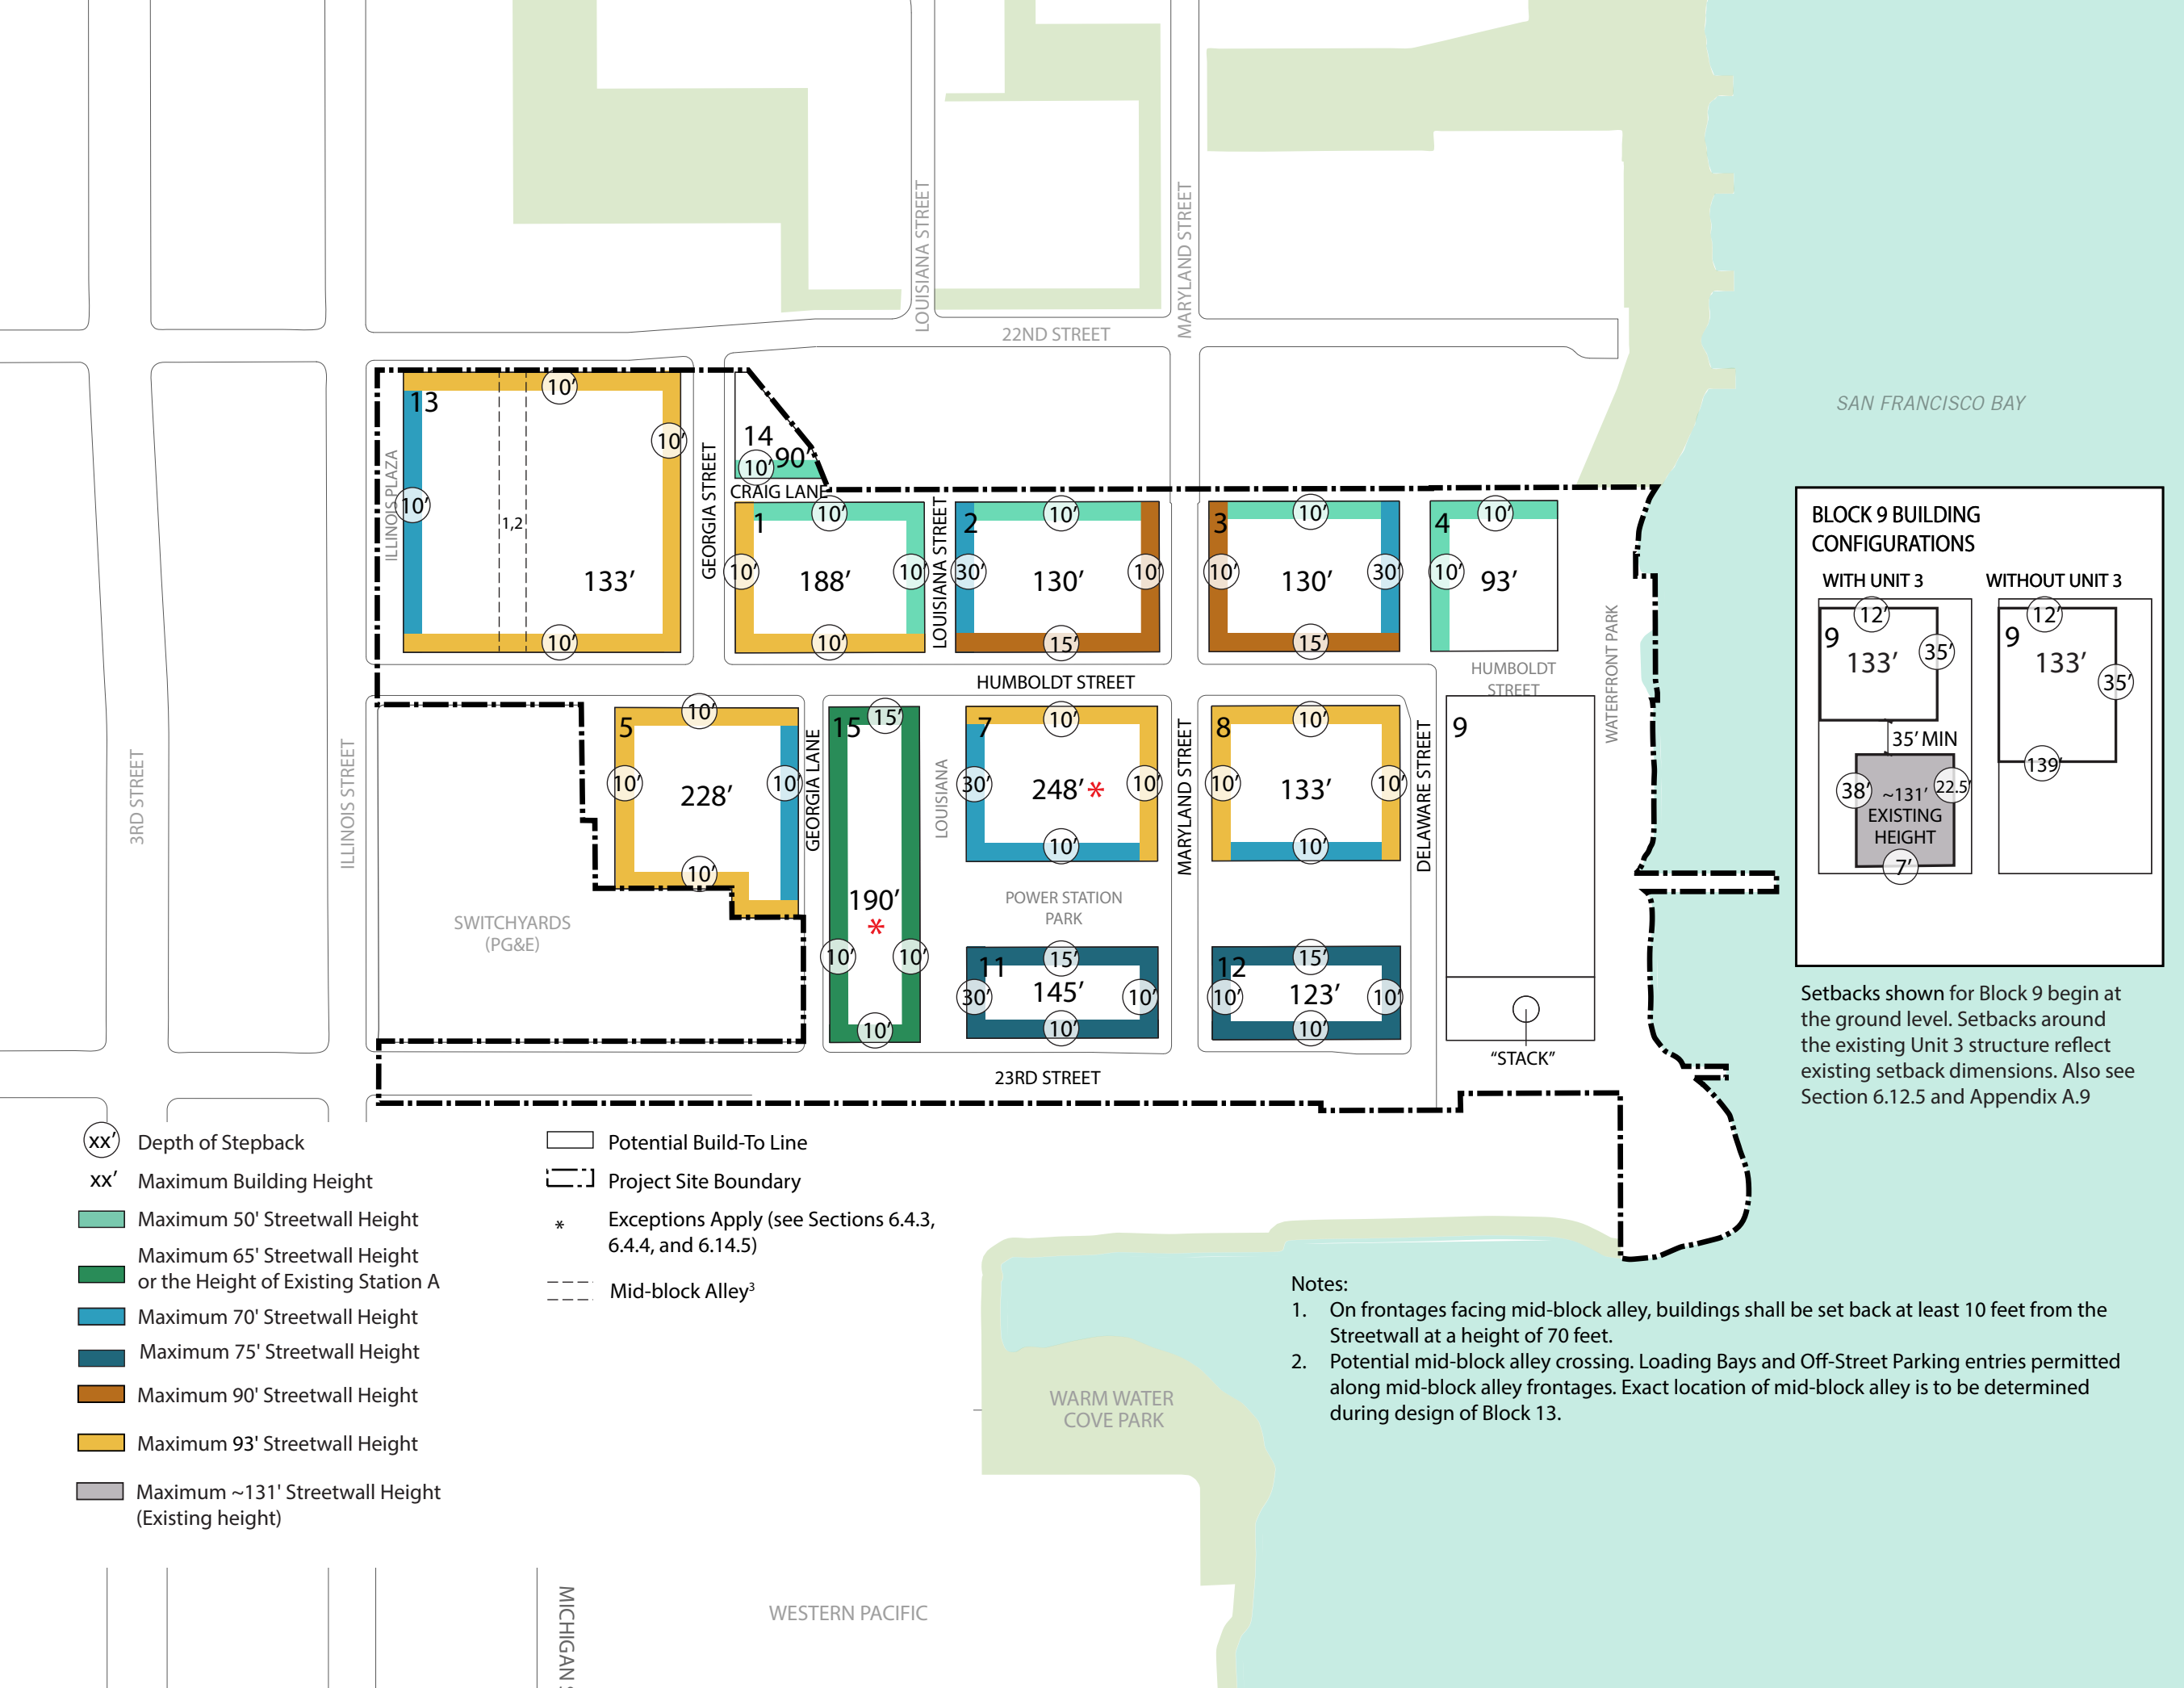 LOUISIANA STREET
MARYLAND STREET
22ND STREET
SAN FRANCISCO BAY
10’
13
10’
ILLINOIS PLAZA
10’
1,2
133’
10’
GEORGIA STREET
14
90’
10’
CRAIG LANE
1
10’
10’
188’
10’
10’
LOUISIANA STREET
2
10’
30’
130’
10’
15’
3
10’
10’
130’
30’
15’
4
10’
10’
93’
HUMBOLDT
STREET
WATERFRONT PARK
HUMBOLDT STREET
3RD STREET
ILLINOIS STREET
5
10’
10’
228’
10’
10’
GEORGIA LANE
15
15’
190’
*
10’
10’
10’
LOUISIANA
7
10’
30’
248’*
10’
10’
MARYLAND STREET
8
10’
10’
133’
10’
10’
DELAWARE STREET
9
SWITCHYARDS
(PG&E)
POWER STATION
PARK
11
15’
30’
145’
10’
10’
12
15’
10’
123’
10’
10’
“STACK”
23RD STREET
BLOCK 9 BUILDING
CONFIGURATIONS
WITH UNIT 3
WITHOUT UNIT 3
12’
9
133’
35’
35’ MIN
38’
~131’
EXISTING
HEIGHT
22.5’
7’
12’
9
133’
35’
139’
Setbacks shown for Block 9 begin at
the ground level. Setbacks around
the existing Unit 3 structure reflect
existing setback dimensions. Also see
Section 6.12.5 and Appendix A.9
xx’ Depth of Stepback
xx’ Maximum Building Height
Maximum 50' Streetwall Height
Maximum 65' Streetwall Height
or the Height of Existing Station A
Maximum 70' Streetwall Height
Maximum 75' Streetwall Height
Maximum 90' Streetwall Height
Maximum 93' Streetwall Height
Maximum ~131' Streetwall Height
(Existing height)
Potential Build-To Line
Project Site Boundary
* Exceptions Apply (see Sections 6.4.3,
6.4.4, and 6.14.5)
Mid-block Alley³
Notes:
1. On frontages facing mid-block alley, buildings shall be set back at least 10 feet from the
Streetwall at a height of 70 feet.
2. Potential mid-block alley crossing. Loading Bays and Off-Street Parking entries permitted
along mid-block alley frontages. Exact location of mid-block alley is to be determined
during design of Block 13.
WARM WATER
COVE PARK
WESTERN PACIFIC
MICHIGAN